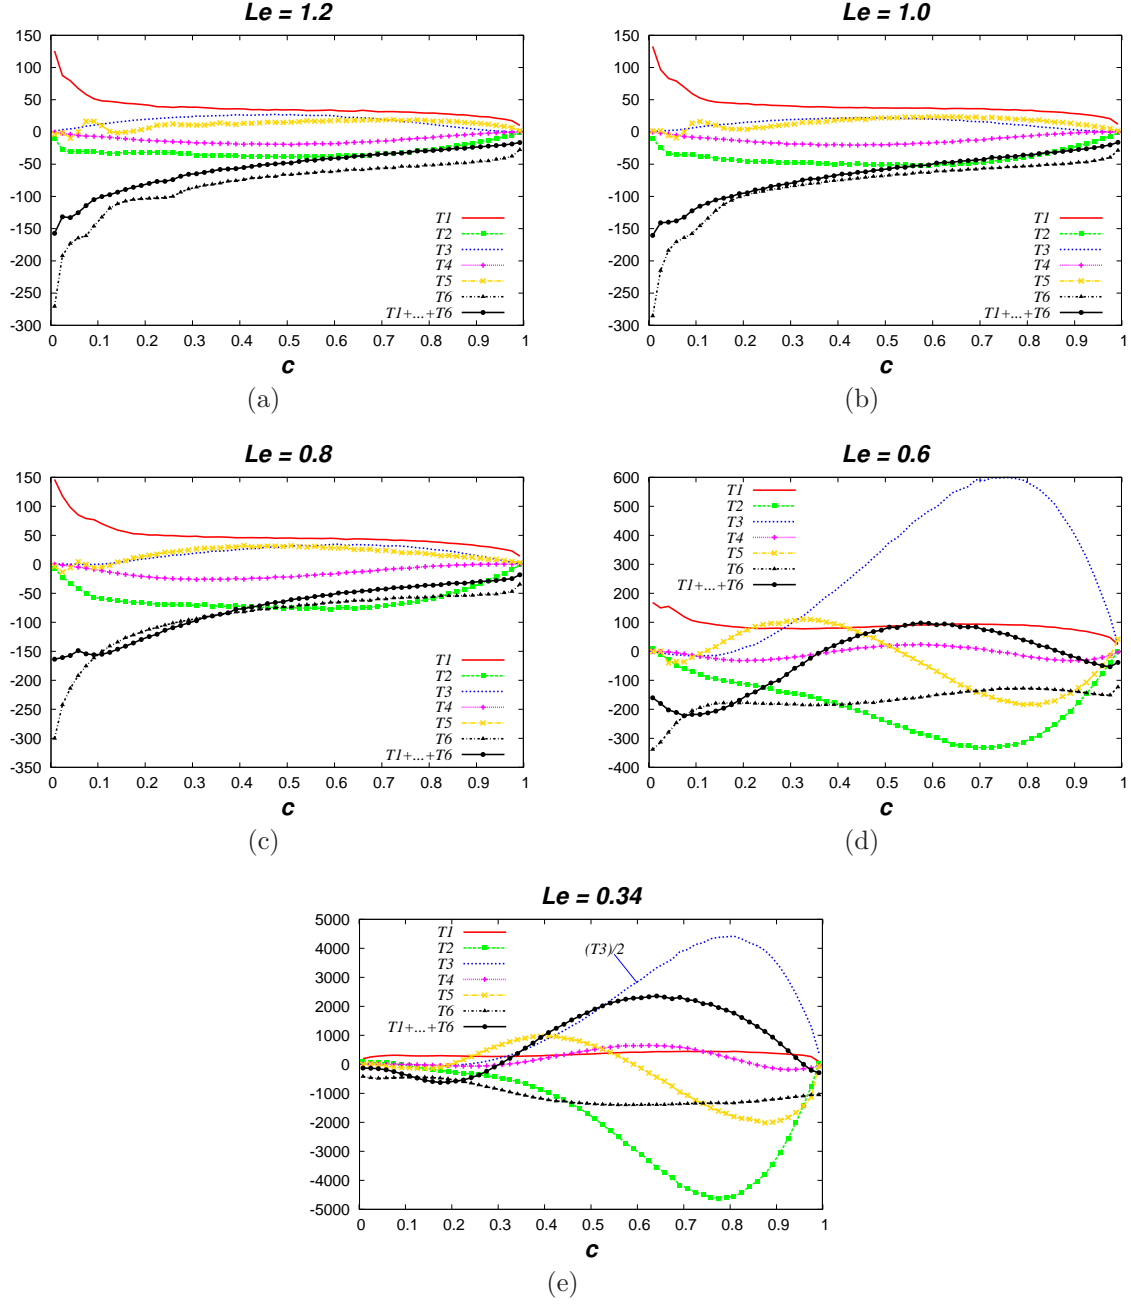 Le = 1.2
150
100
50
0
-50
-100
-150
-200
-250
-300
T1
T2
T3
T4
T5
T6
T1+...+T6
0 0.1 0.2 0.3 0.4 0.5 0.6 0.7 0.8 0.9 1
c
(a)
Le = 1.0
150
100
50
0
-50
-100
-150
-200
-250
-300
T1
T2
T3
T4
T5
T6
T1+...+T6
0 0.1 0.2 0.3 0.4 0.5 0.6 0.7 0.8 0.9 1
c
(b)
Le = 0.8
150
100
50
0
-50
-100
-150
-200
-250
-300
-350
T1
T2
T3
T4
T5
T6
T1+...+T6
0 0.1 0.2 0.3 0.4 0.5 0.6 0.7 0.8 0.9 1
c
(c)
Le = 0.6
600
500
400
300
200
100
0
-100
-200
-300
-400
T1
T2
T3
T4
T5
T6
T1+...+T6
0 0.1 0.2 0.3 0.4 0.5 0.6 0.7 0.8 0.9 1
c
(d)
Le = 0.34
5000
4000
3000
2000
1000
0
-1000
-2000
-3000
-4000
-5000
T1
T2
T3
T4
T5
T6
T1+...+T6
(T3)/2
0 0.1 0.2 0.3 0.4 0.5 0.6 0.7 0.8 0.9 1
c
(e)